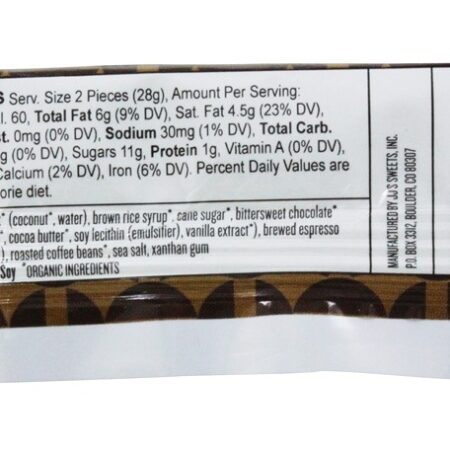 S Serv. Size 2 Pieces (28g), Amount Per Serving:
l. 60, Total Fat 6g (9% DV), Sat. Fat 4.5g (23% DV),
st. 0mg (0% DV), Sodium 30mg (1% DV), Total Carb.
g (0% DV), Sugars 11g, Protein 1g, Vitamin A (0% DV),
Calcium (2% DV), Iron (6% DV). Percent Daily Values are
orie diet.
* (coconut*, water), brown rice syrup*, cane sugar*, bittersweet chocolate*
*, cocoa butter*, soy lecithin (emulsifier), vanilla extract*), brewed espresso
), roasted coffee beans*, sea salt, xanthan gum
Soy *ORGANIC INGREDIENTS
MANUFACTURED BY JJ'S SWEETS, INC.
P.O. BOX 3312, BOULDER, CO 80307